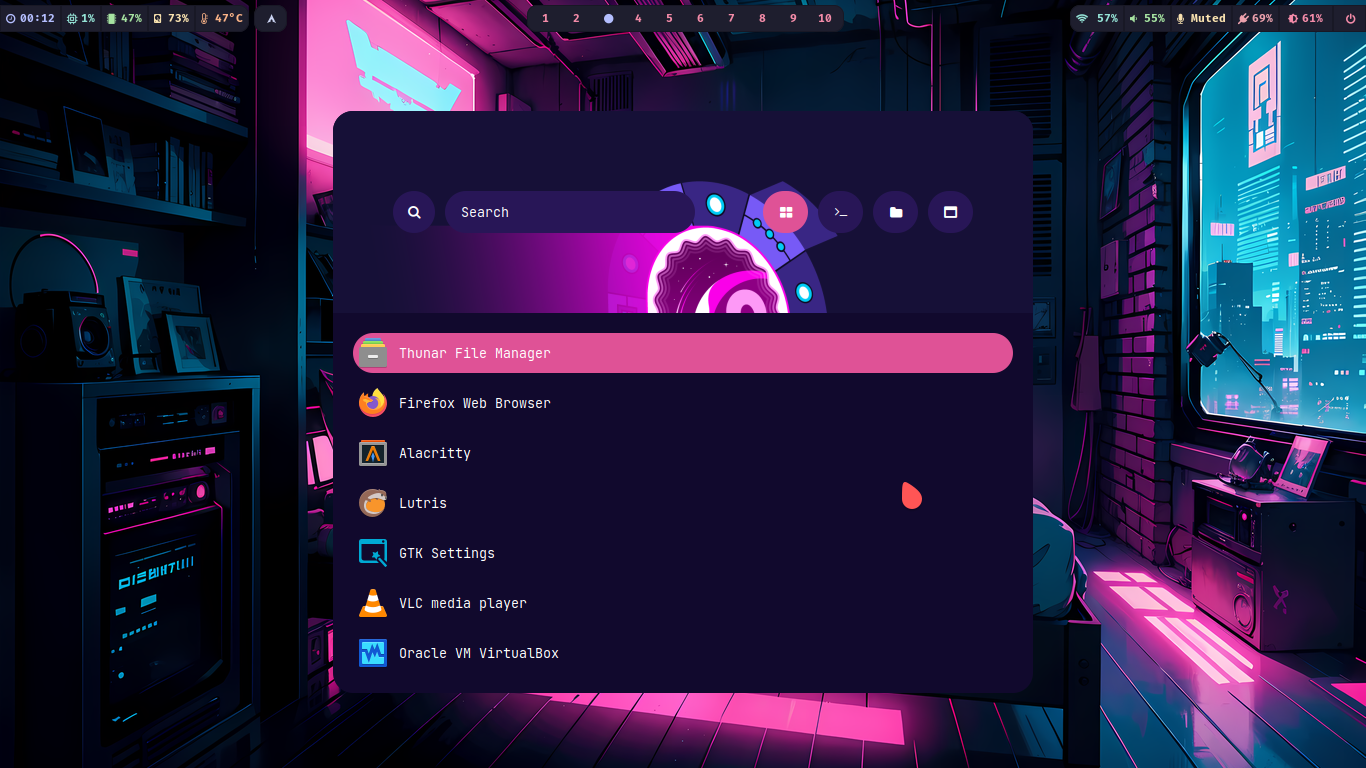 00:12 1% 47% 73% 47°C
1 2 4 5 6 7 8 9 10
57% 55% Muted 69% 61%
Search
Thunar File Manager
Firefox Web Browser
Alacritty
Lutris
GTK Settings
VLC media player
Oracle VM VirtualBox